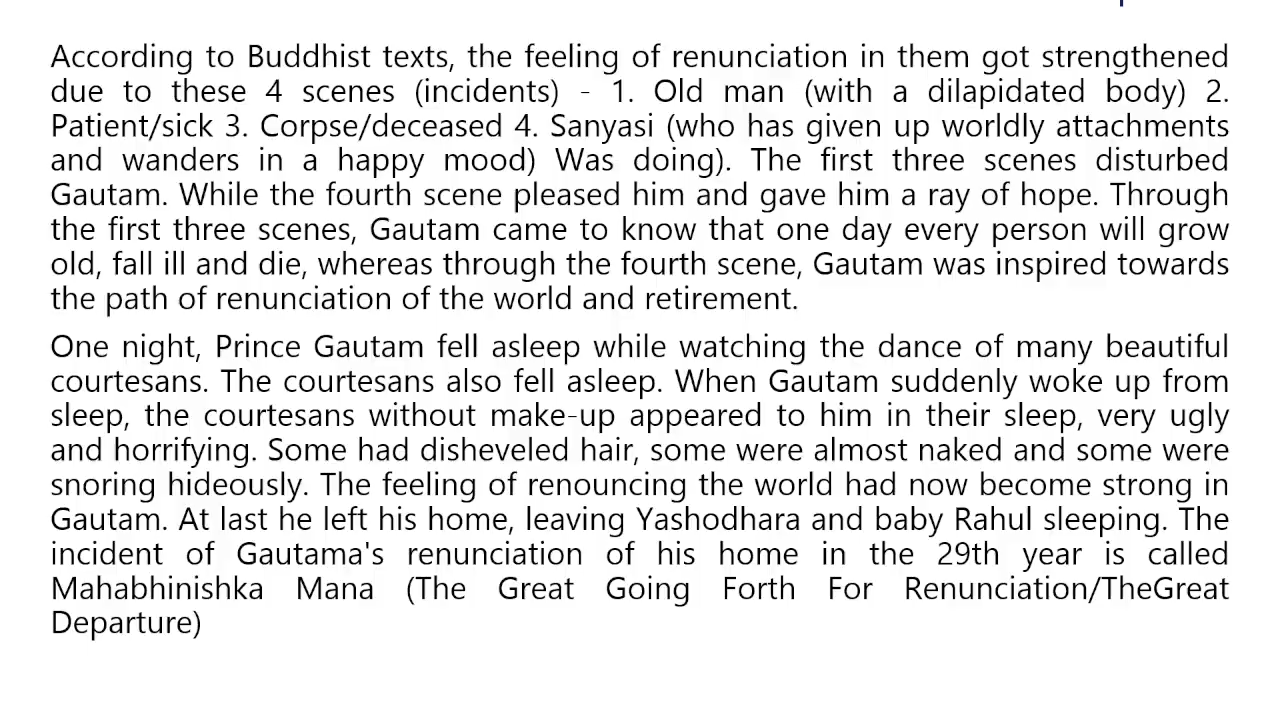 According to Buddhist texts, the feeling of renunciation in them got strengthened
due to these 4 scenes (incidents) - 1. Old man (with a dilapidated body) 2.
Patient/sick 3. Corpse/deceased 4. Sanyasi (who has given up worldly attachments
and wanders in a happy mood) Was doing). The first three scenes disturbed
Gautam. While the fourth scene pleased him and gave him a ray of hope. Through
the first three scenes, Gautam came to know that one day every person will grow
old, fall ill and die, whereas through the fourth scene, Gautam was inspired towards
the path of renunciation of the world and retirement.
One night, Prince Gautam fell asleep while watching the dance of many beautiful
courtesans. The courtesans also fell asleep. When Gautam suddenly woke up from
sleep, the courtesans without make-up appeared to him in their sleep, very ugly
and horrifying. Some had disheveled hair, some were almost naked and some were
snoring hideously. The feeling of renouncing the world had now become strong in
Gautam. At last he left his home, leaving Yashodhara and baby Rahul sleeping. The
incident of Gautama's renunciation of his home in the 29th year is called
Mahabhinishka Mana (The Great Going Forth For Renunciation/TheGreat
Departure)